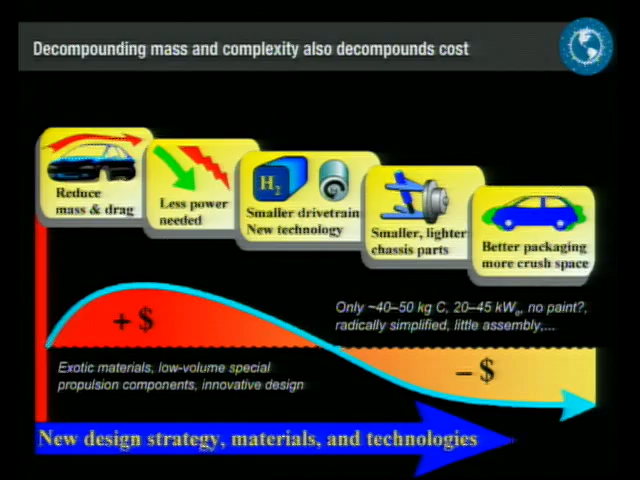 Decompounding mass and complexity also decompounds cost
Reduce
mass & drag
Less power
needed
H2
Smaller drivetrain
New technology
Smaller, lighter
chassis parts
Better packaging
more crush space
Only ~40–50 kg C, 20–45 kWe, no paint?,
radically simplified, little assembly,...
+ $
Exotic materials, low-volume special
propulsion components, innovative design
– $
New design strategy, materials, and technologies